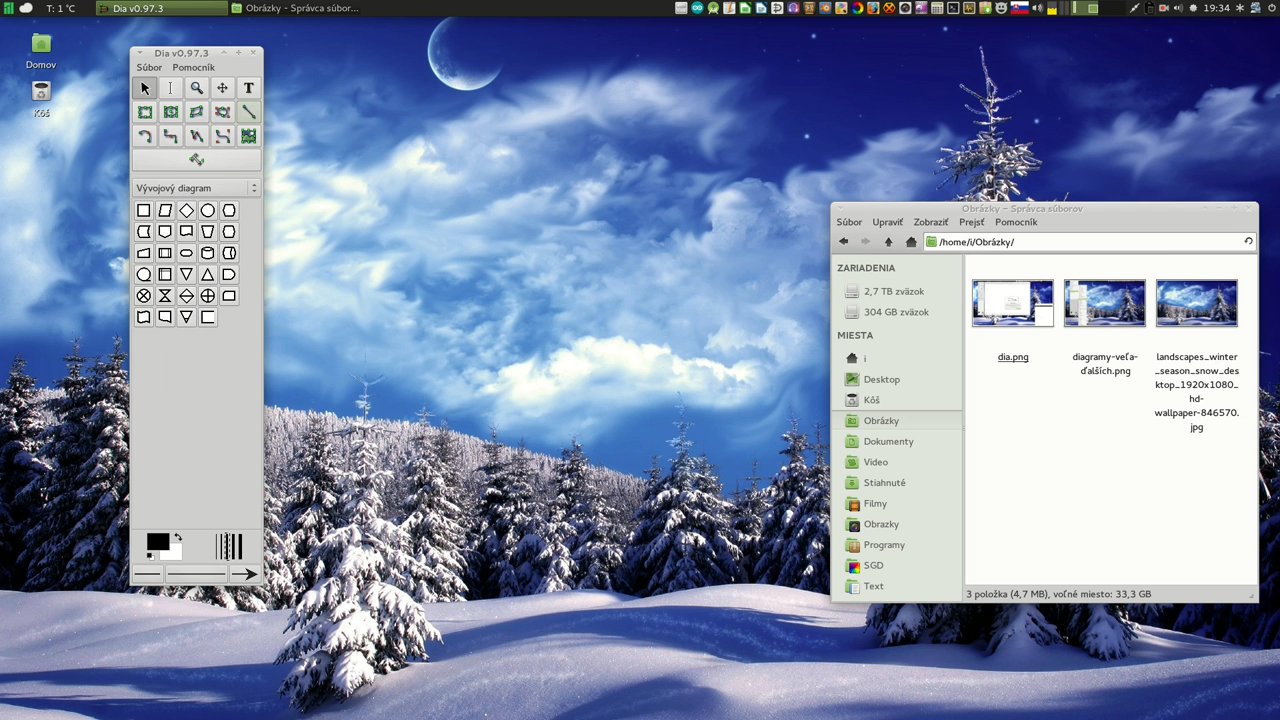 T: 1 °C
Dia v0.97.3
Obrázky – Správca súbor...
19:34
Domov
Kôš
Dia v0.97.3
Súbor Pomocník
T
Vývojový diagram
Obrázky – Správca súborov
Súbor Upraviť Zobraziť Prejsť Pomocník
/home/i/Obrázky/
ZARIADENIA
2,7 TB zväzok
304 GB zväzok
MIESTA
i
Desktop
Kôš
Obrázky
Dokumenty
Video
Stiahnuté
Filmy
Obrazky
Programy
SGD
Text
dia.png
diagramy-veľa-
ďalších.png
landscapes_winter
_season_snow_des
ktop_1920x1080_
hd-
wallpaper-846570.
jpg
3 položka (4,7 MB), voľné miesto: 33,3 GB